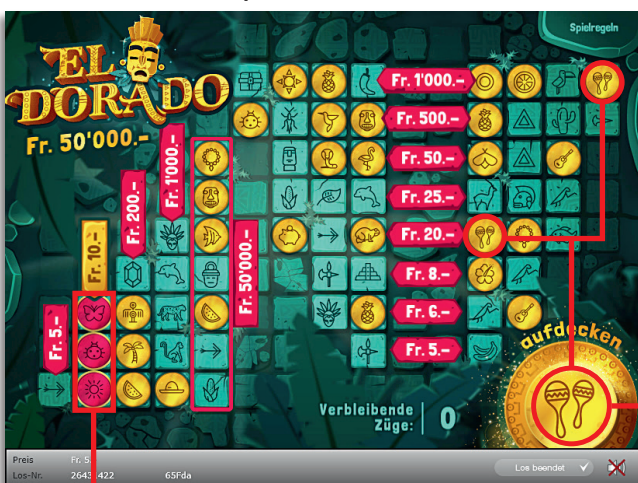 Spielregeln
EL DORADO
Fr. 50'000.–
Fr. 1'000.–
Fr. 500.–
Fr. 50.–
Fr. 25.–
Fr. 20.–
Fr. 8.–
Fr. 6.–
Fr. 5.–
Fr. 5.–
Fr. 10.–
Fr. 200.–
Fr. 1'000.–
Fr. 50'000.–
aufdecken
Verbleibende
Züge: 0
Preis
Los-Nr.
65Fda
Los beendet